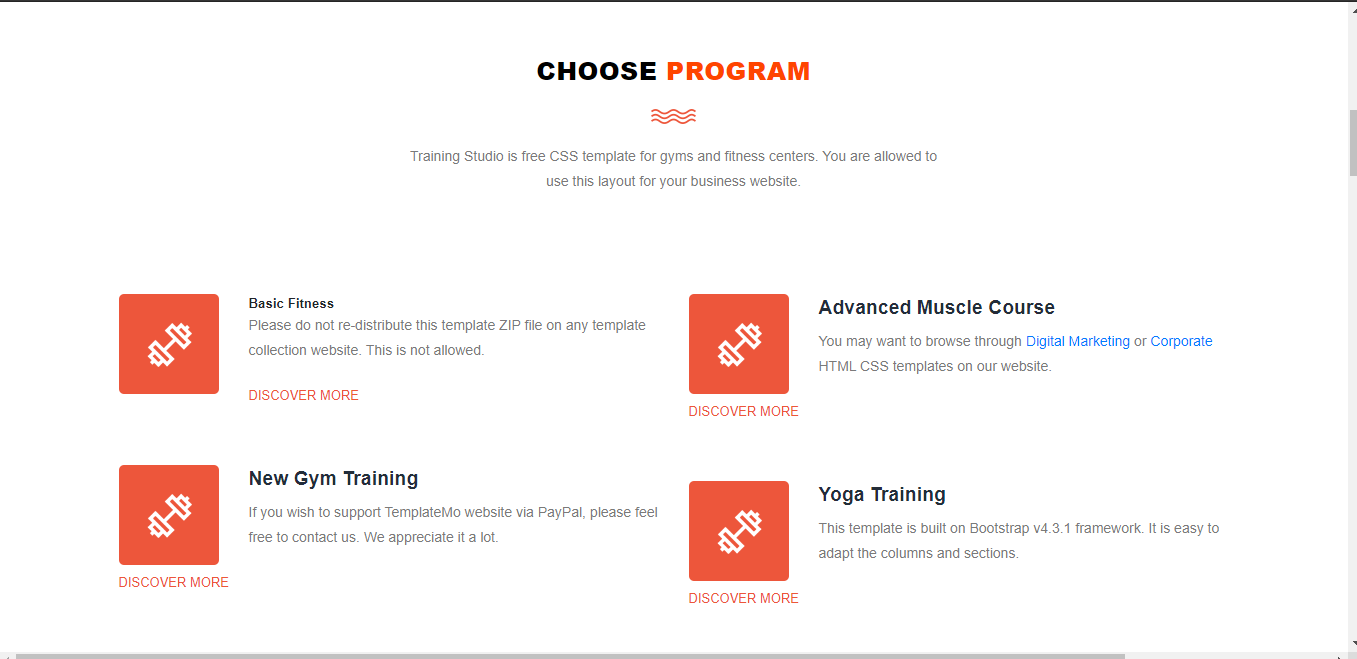 CHOOSE PROGRAM
Training Studio is free CSS template for gyms and fitness centers. You are allowed to
use this layout for your business website.
Basic Fitness
Please do not re-distribute this template ZIP file on any template
collection website. This is not allowed.
DISCOVER MORE
Advanced Muscle Course
You may want to browse through Digital Marketing or Corporate
HTML CSS templates on our website.
DISCOVER MORE
New Gym Training
If you wish to support TemplateMo website via PayPal, please feel
free to contact us. We appreciate it a lot.
DISCOVER MORE
Yoga Training
This template is built on Bootstrap v4.3.1 framework. It is easy to
adapt the columns and sections.
DISCOVER MORE